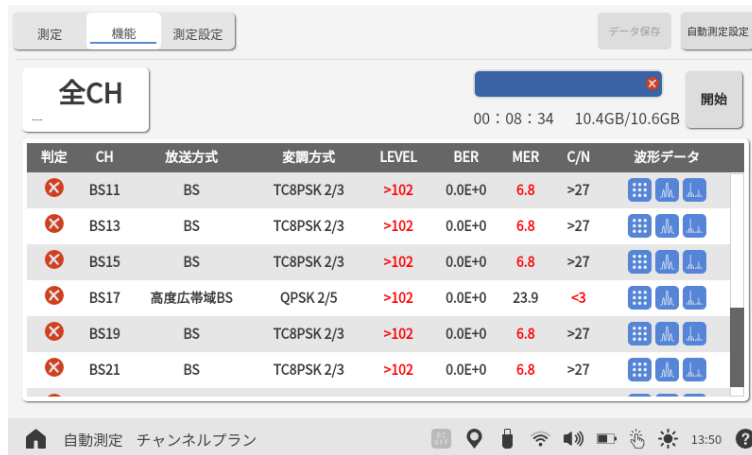 測定 機能 測定設定 データ保存 自動測定設定
全CH
---
開始
00：08：34 10.4GB/10.6GB
判定 CH 放送方式 変調方式 LEVEL BER MER C/N 波形データ
BS11 BS TC8PSK 2/3 >102 0.0E+0 6.8 >27
BS13 BS TC8PSK 2/3 >102 0.0E+0 6.8 >27
BS15 BS TC8PSK 2/3 >102 0.0E+0 6.8 >27
BS17 高度広帯域BS QPSK 2/5 >102 0.0E+0 23.9 <3
BS19 BS TC8PSK 2/3 >102 0.0E+0 6.8 >27
BS21 BS TC8PSK 2/3 >102 0.0E+0 6.8 >27
自動測定 チャンネルプラン DC OFF 13:50 ?